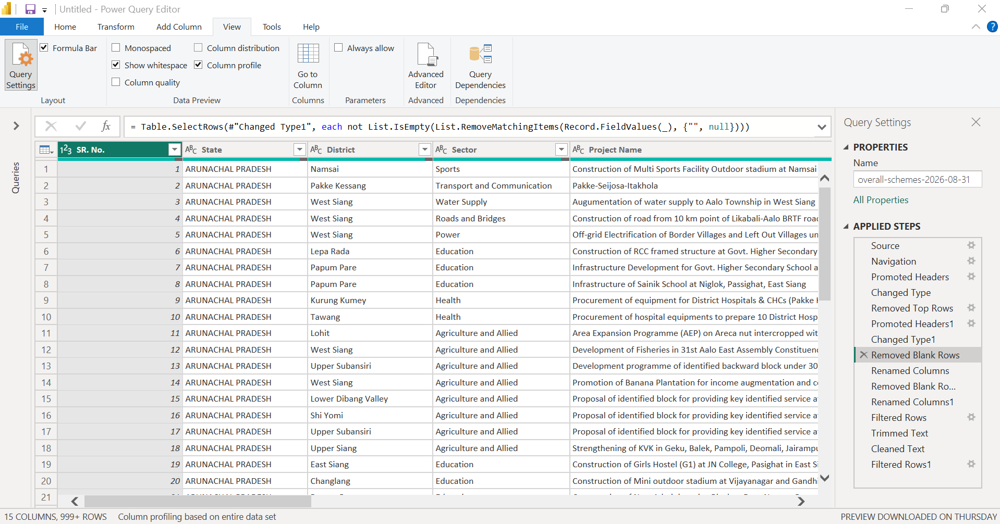 Untitled - Power Query Editor
File Home Transform Add Column View Tools Help
Query Settings
Formula Bar
Layout
Monospaced
Show whitespace
Column quality
Column distribution
Column profile
Data Preview
Go to Column
Columns
Always allow
Parameters
Advanced Editor
Advanced
Query Dependencies
Dependencies
Queries
fx
= Table.SelectRows(#"Changed Type1", each not List.IsEmpty(List.RemoveMatchingItems(Record.FieldValues(_), {"", null})))
123 SR. No. ABC State ABC District ABC Sector ABC Project Name
1 1 ARUNACHAL PRADESH Namsai Sports Construction of Multi Sports Facility Outdoor stadium at Namsai
2 2 ARUNACHAL PRADESH Pakke Kessang Transport and Communication Pakke-Seijosa-Itakhola
3 3 ARUNACHAL PRADESH West Siang Water Supply Augumentation of water supply to Aalo Township in West Siang
4 4 ARUNACHAL PRADESH West Siang Roads and Bridges Construction of road from 10 km point of Likabali-Aalo BRTF
5 5 ARUNACHAL PRADESH West Siang Power Off-grid Electrification of Border Villages and Left Out Villages
6 6 ARUNACHAL PRADESH Lepa Rada Education Construction of RCC framed structure at Govt. Higher Secondary
7 7 ARUNACHAL PRADESH Papum Pare Education Infrastructure Development for Govt. Higher Secondary School
8 8 ARUNACHAL PRADESH Papum Pare Education Infrastructure of Sainik School at Niglok, Passighat, East Siang
9 9 ARUNACHAL PRADESH Kurung Kumey Health Procurement of equipment for District Hospitals & CHCs (Pakke
10 10 ARUNACHAL PRADESH Tawang Health Procurement of hospital equipments to prepare 10 District
11 11 ARUNACHAL PRADESH Lohit Agriculture and Allied Area Expansion Programme (AEP) on Areca nut intercropped
12 12 ARUNACHAL PRADESH West Siang Agriculture and Allied Development of Fisheries in 31st Aalo East Assembly
13 13 ARUNACHAL PRADESH Upper Subansiri Agriculture and Allied Development programme of identified backward block under 30
14 14 ARUNACHAL PRADESH West Siang Agriculture and Allied Promotion of Banana Plantation for income augmentation and
15 15 ARUNACHAL PRADESH Lower Dibang Valley Agriculture and Allied Proposal of identified block for providing key identified service
16 16 ARUNACHAL PRADESH Shi Yomi Agriculture and Allied Proposal of identified block for providing key identified service
17 17 ARUNACHAL PRADESH Upper Subansiri Agriculture and Allied Proposal of identified block for providing key identified service
18 18 ARUNACHAL PRADESH Upper Siang Agriculture and Allied Strengthening of KVK in Geku, Balek, Pampoli, Deomali,
19 19 ARUNACHAL PRADESH East Siang Education Construction of Girls Hostel (G1) at JN College, Pasighat in East
20 20 ARUNACHAL PRADESH Changlang Education Construction of Mini outdoor stadium at Vijayanagar and
21
Query Settings
PROPERTIES
Name
overall-schemes-2026-08-31
All Properties
APPLIED STEPS
Source
Navigation
Promoted Headers
Changed Type
Removed Top Rows
Promoted Headers1
Changed Type1
Removed Blank Rows
Renamed Columns
Removed Blank Ro...
Renamed Columns1
Filtered Rows
Trimmed Text
Cleaned Text
Filtered Rows1
15 COLUMNS, 999+ ROWS Column profiling based on entire data set
PREVIEW DOWNLOADED ON THURSDAY